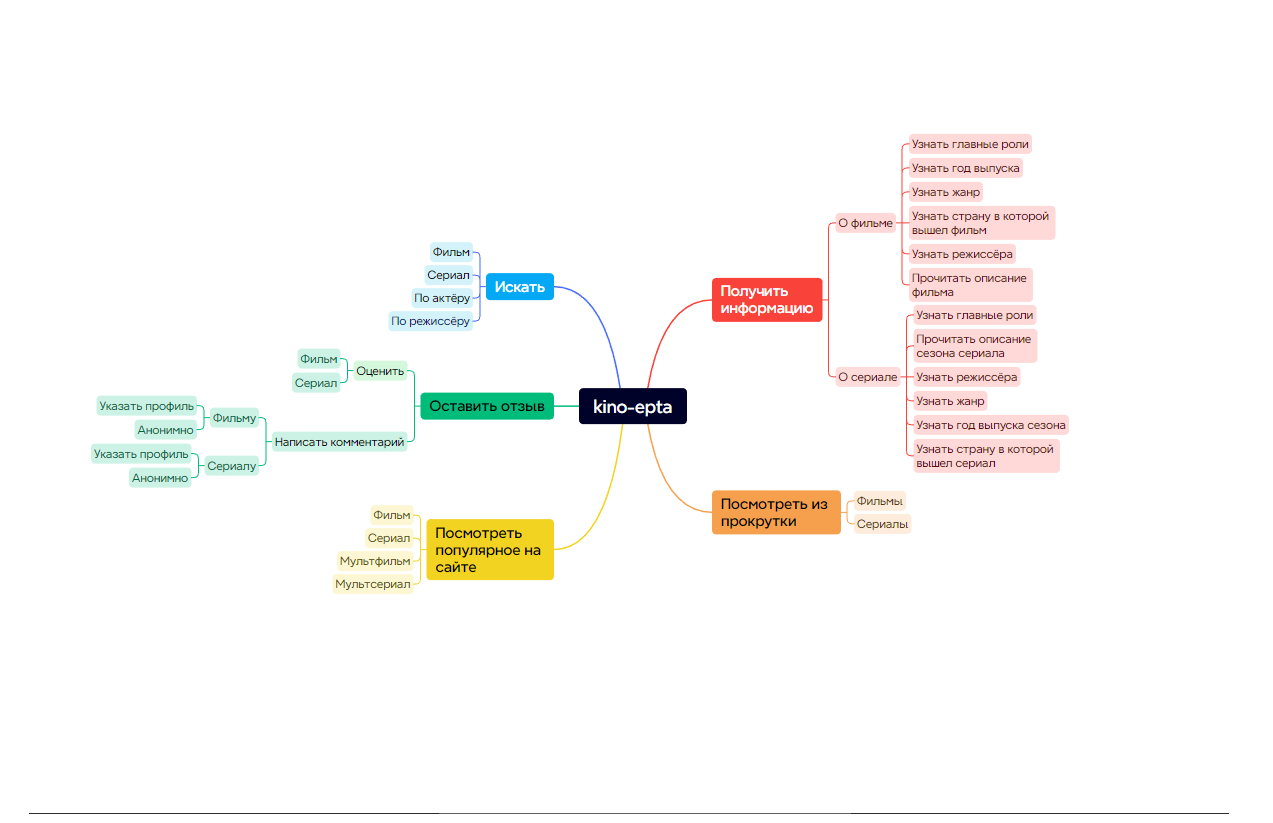 kino-epta
Получить
информацию
О фильме
Узнать главные роли
Узнать год выпуска
Узнать жанр
Узнать страну в которой
вышел фильм
Узнать режиссёра
Прочитать описание
фильма
О сериале
Узнать главные роли
Прочитать описание
сезона сериала
Узнать режиссёра
Узнать жанр
Узнать год выпуска сезона
Узнать страну в которой
вышел сериал
Посмотреть из
прокрутки
Фильмы
Сериалы
Искать
Фильм
Сериал
По актёру
По режиссёру
Оставить отзыв
Оценить
Фильм
Сериал
Написать комментарий
Фильму
Указать профиль
Анонимно
Сериалу
Указать профиль
Анонимно
Посмотреть
популярное на
сайте
Фильм
Сериал
Мультфильм
Мультсериал